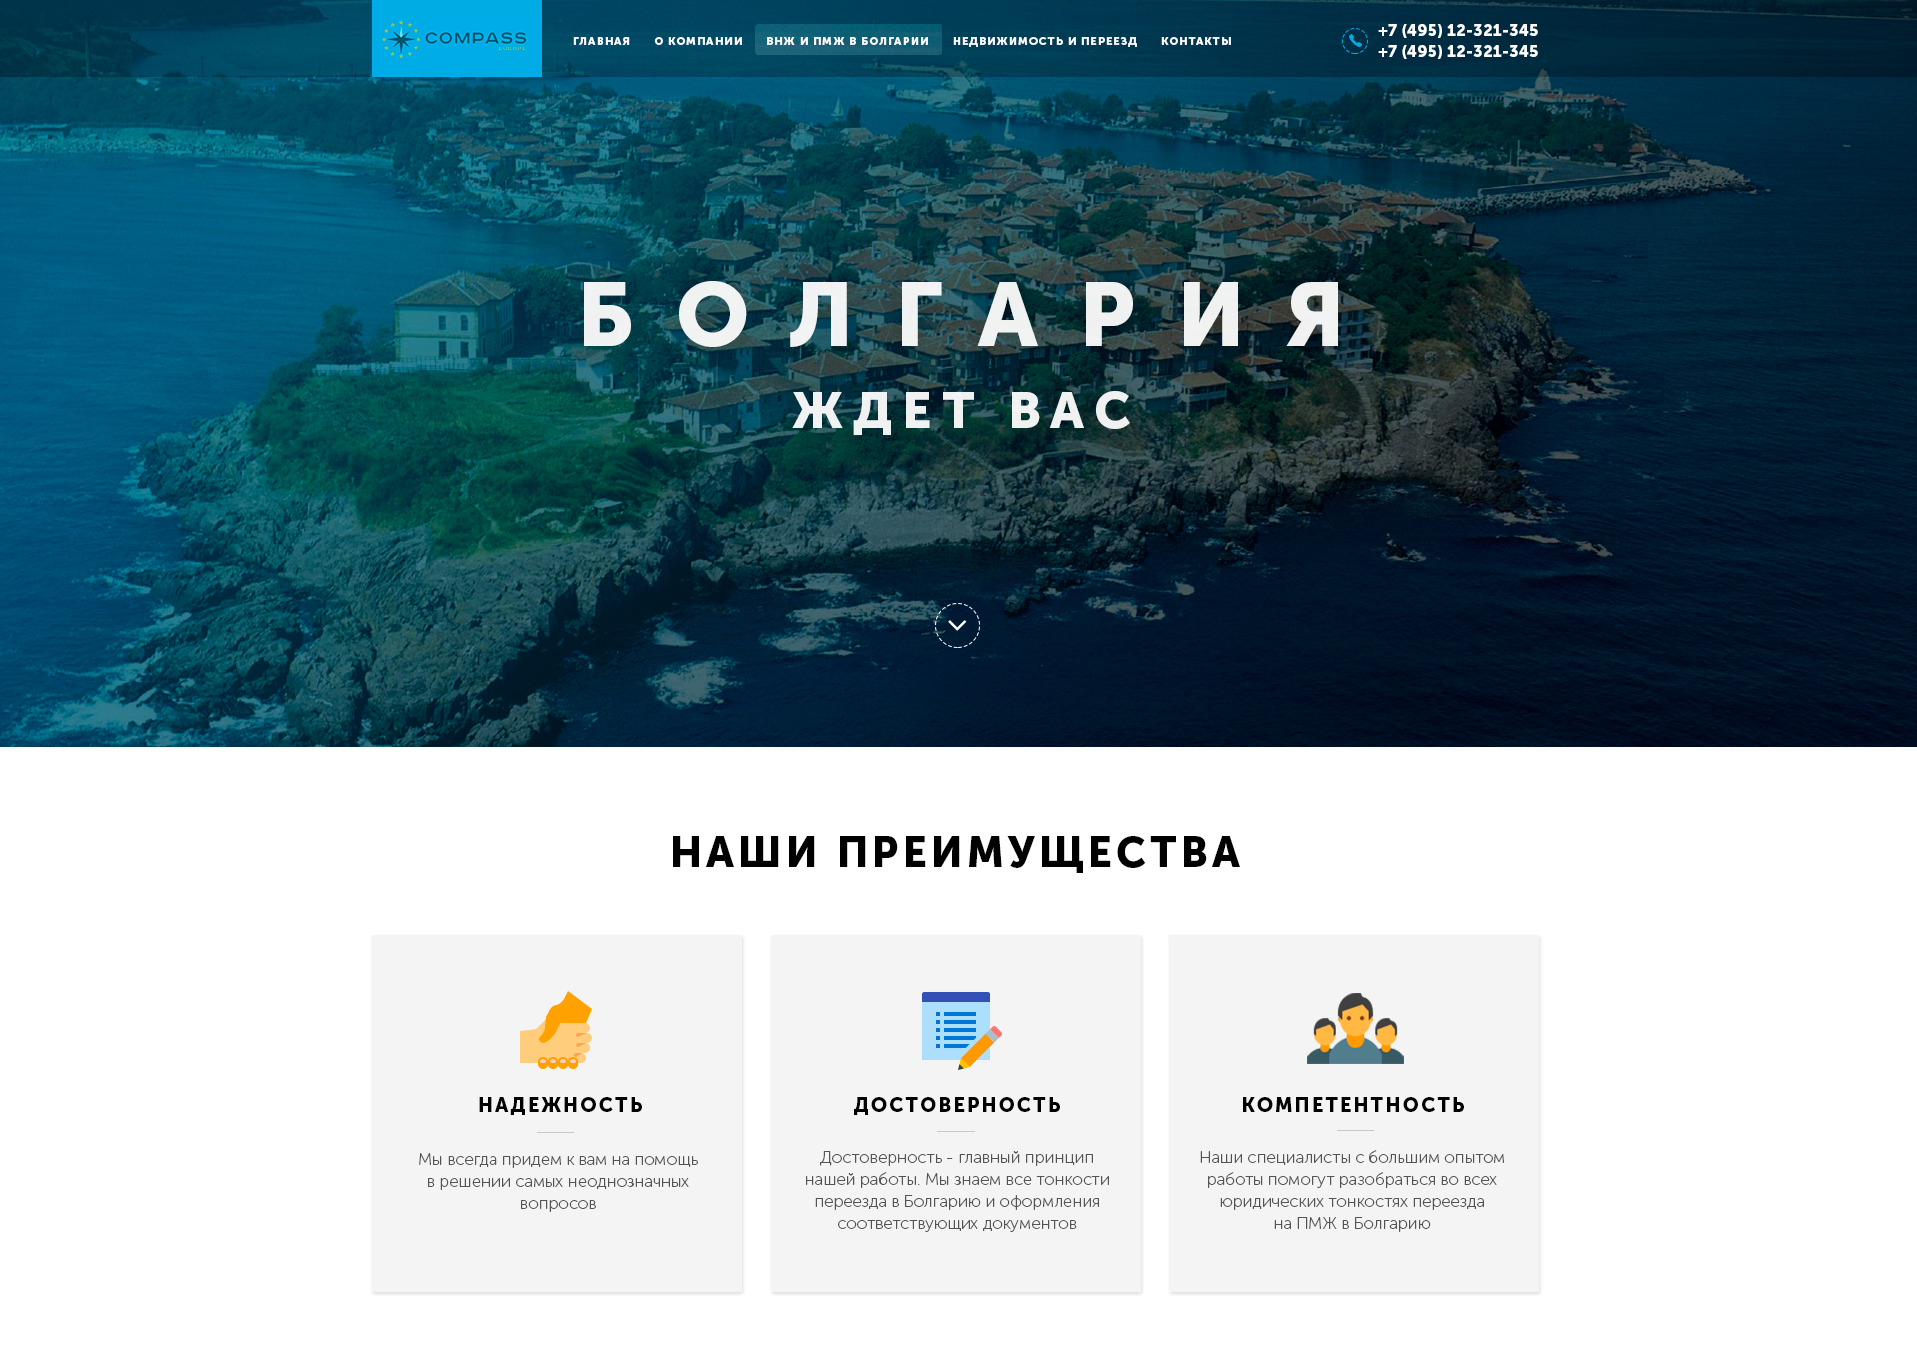 COMPASS
EUROPE
ГЛАВНАЯ
О КОМПАНИИ
ВНЖ И ПМЖ В БОЛГАРИИ
НЕДВИЖИМОСТЬ И ПЕРЕЕЗД
КОНТАКТЫ
+7 (495) 12-321-345
+7 (495) 12-321-345
БОЛГАРИЯ
ЖДЕТ ВАС
НАШИ ПРЕИМУЩЕСТВА
НАДЕЖНОСТЬ
Мы всегда придем к вам на помощь
в решении самых неоднозначных
вопросов
ДОСТОВЕРНОСТЬ
Достоверность - главный принцип
нашей работы. Мы знаем все тонкости
переезда в Болгарию и оформления
соответствующих документов
КОМПЕТЕНТНОСТЬ
Наши специалисты с большим опытом
работы помогут разобраться во всех
юридических тонкостях переезда
на ПМЖ в Болгарию